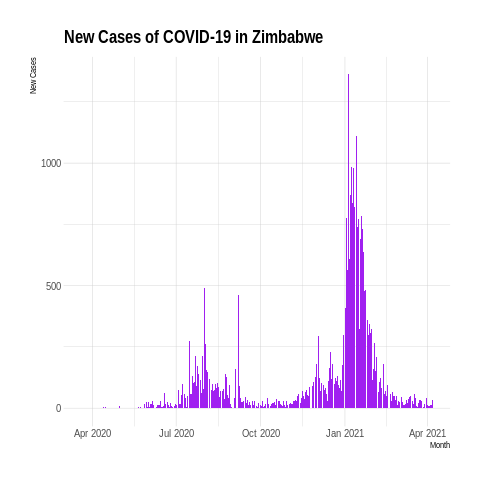 New Cases of COVID-19 in Zimbabwe
New Cases
1000
500
0
Apr 2020 Jul 2020 Oct 2020 Jan 2021 Apr 2021
Month